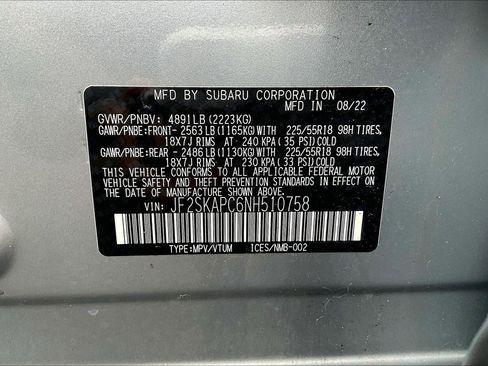 MFD BY SUBARU CORPORATION
MFD IN 08/22
GVWR/PNBV: 4891LB (2223KG)
GAWR/PNBE:FRONT- 2563LB (1165KG)WITH 225/55R18 98H TIRES,
18X7J RIMS AT 240 KPA (35 PSI)COLD
GAWR/PNBE:REAR - 2486LB (1130KG)WITH 225/55R18 98H TIRES,
18X7J RIMS AT 230 KPA (33 PSI)COLD
THIS VEHICLE CONFORMS TO ALL APPLICABLE FEDERAL MOTOR
VEHICLE SAFETY AND THEFT PREVENTION STANDARDS IN EFFECT
ON THE DATE OF MANUFACTURE SHOWN ABOVE.
VIN: JF2SKAPC6NH510758
TYPE:MPV/VTUM ICES/NMB-002